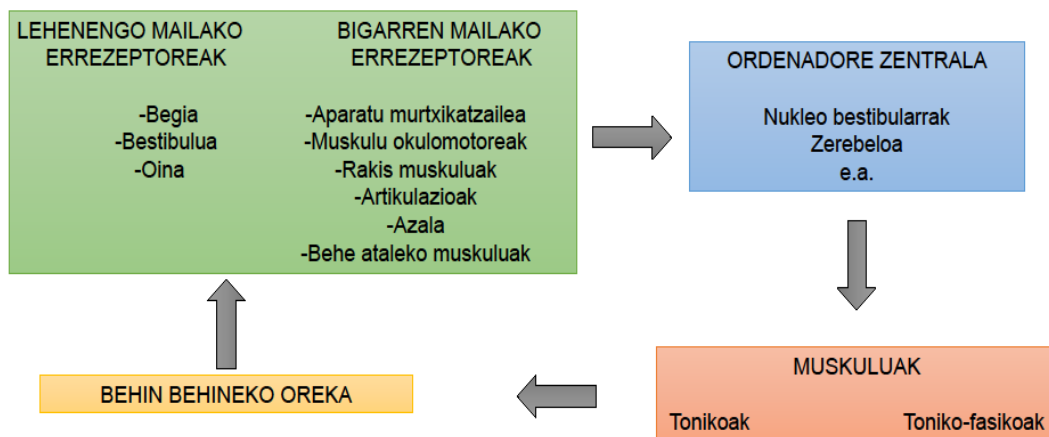 LEHENENGO MAILAKO
ERREZEPTOREAK
-Begia
-Bestibulua
-Oina
BIGARREN MAILAKO
ERREZEPTOREAK
-Aparatu murtxikatzailea
-Muskulu okulomotoreak
-Rakis muskuluak
-Artikulazioak
-Azala
-Behe ataleko muskuluak
ORDENADORE ZENTRALA
Nukleo bestibularrak
Zerebeloa
e.a.
MUSKULUAK
Tonikoak Toniko-fasikoak
BEHIN BEHINEKO OREKA